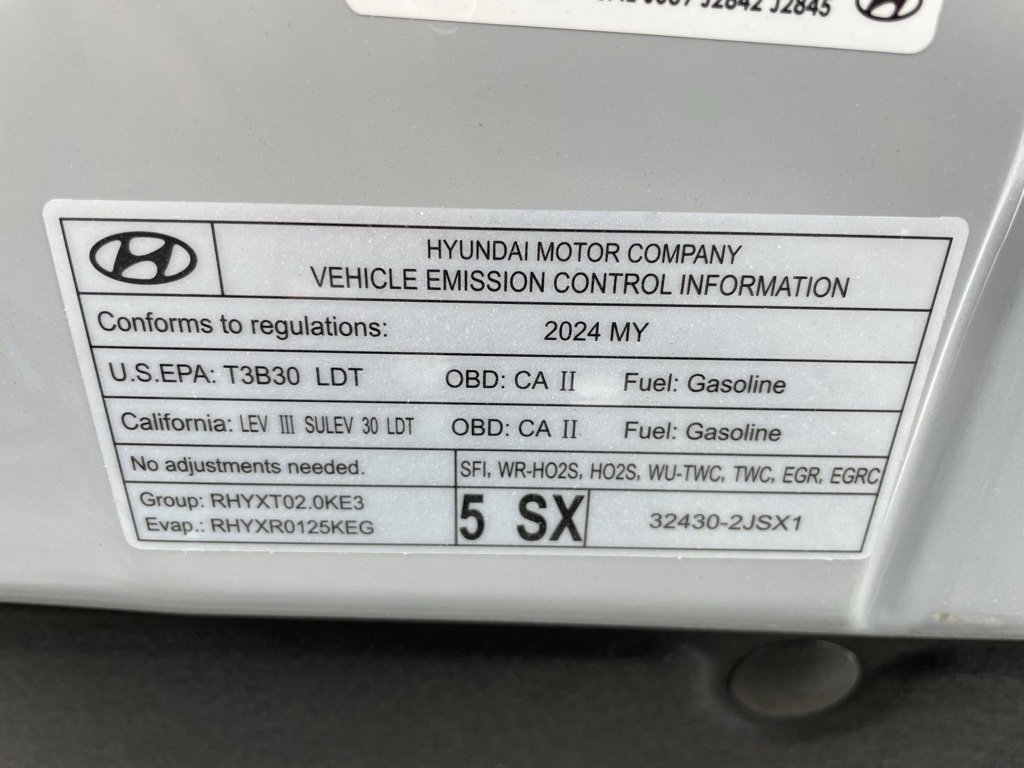 J2842 J2845
HYUNDAI MOTOR COMPANY
VEHICLE EMISSION CONTROL INFORMATION
Conforms to regulations: 2024 MY
U.S.EPA: T3B30 LDT OBD: CA II Fuel: Gasoline
California: LEV III SULEV 30 LDT OBD: CA II Fuel: Gasoline
No adjustments needed. SFI, WR-HO2S, HO2S, WU-TWC, TWC, EGR, EGRC
Group: RHYXT02.0KE3
Evap.: RHYXR0125KEG
5 SX
32430-2JSX1